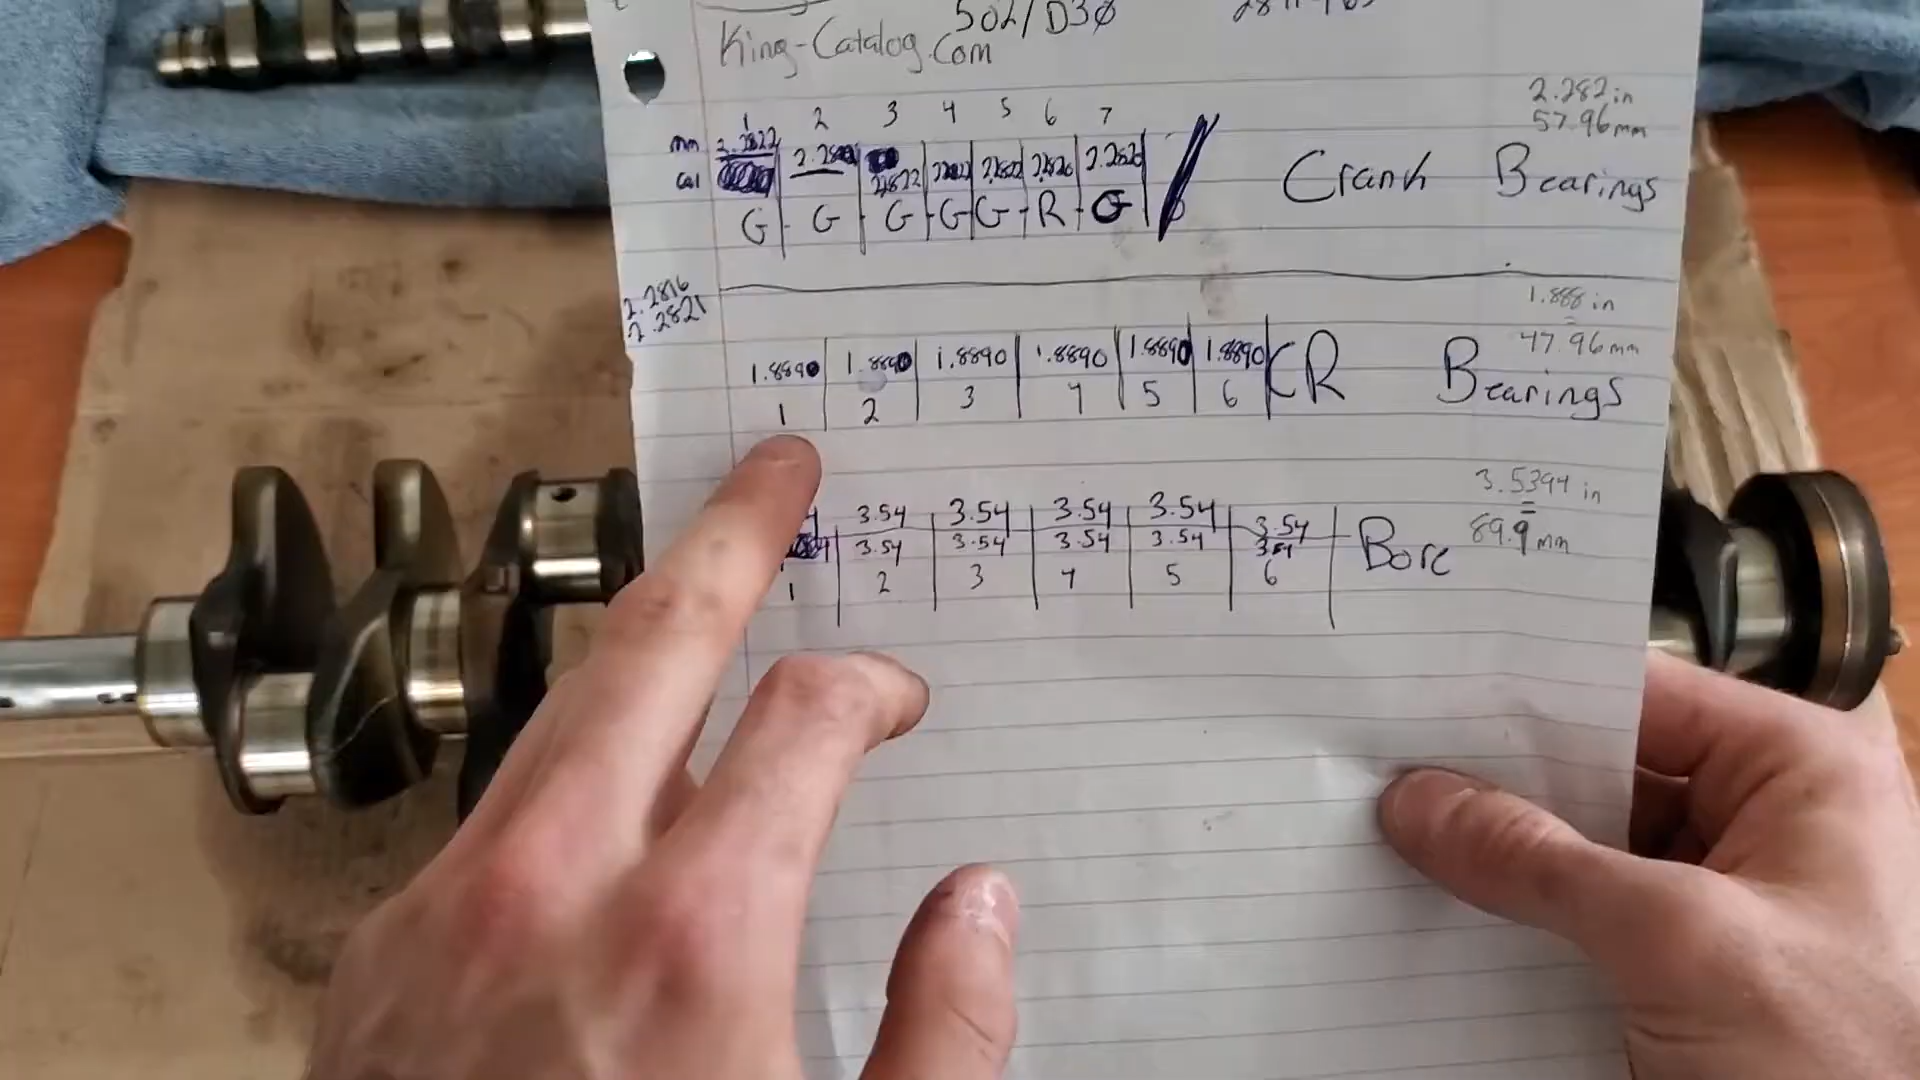 502/D30
King-Catalog.Com
1 2 3 4 5 6 7
2.282 in
57.96mm
mm 2.2822
cal 2.2822 2.2822 2.2826 2.2826
G G G G G R G
Crank Bearings
2.2816
2.2821
1.888 in
47.96mm
1.8890 1.8890 1.8890 1.8890 1.8890 1.8890
1 2 3 4 5 6
CR Bearings
3.5394 in
89.9 mm
3.54 3.54 3.54 3.54 3.54
3.54 3.54 3.54 3.54 3.54
1 2 3 4 5 6
Bore